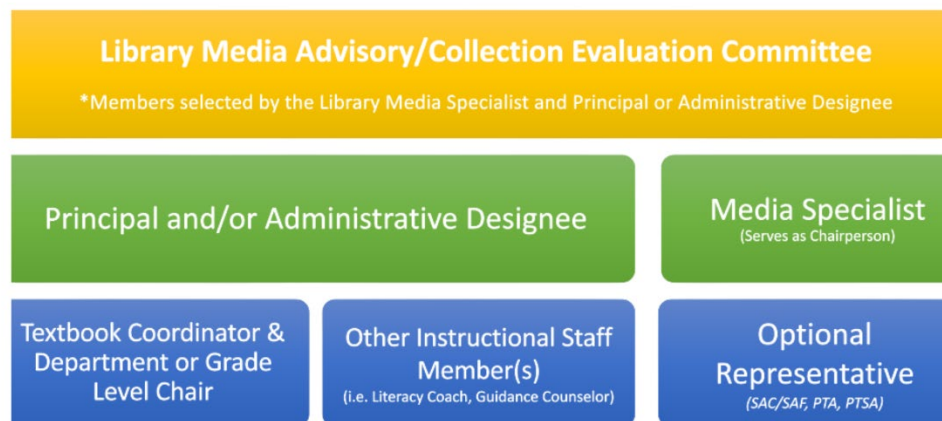 Library Media Advisory/Collection Evaluation Committee
*Members selected by the Library Media Specialist and Principal or Administrative Designee
Principal and/or Administrative Designee
Media Specialist
(Serves as Chairperson)
Textbook Coordinator &
Department or Grade
Level Chair
Other Instructional Staff
Member(s)
(i.e. Literacy Coach, Guidance Counselor)
Optional
Representative
(SAC/SAF, PTA, PTSA)